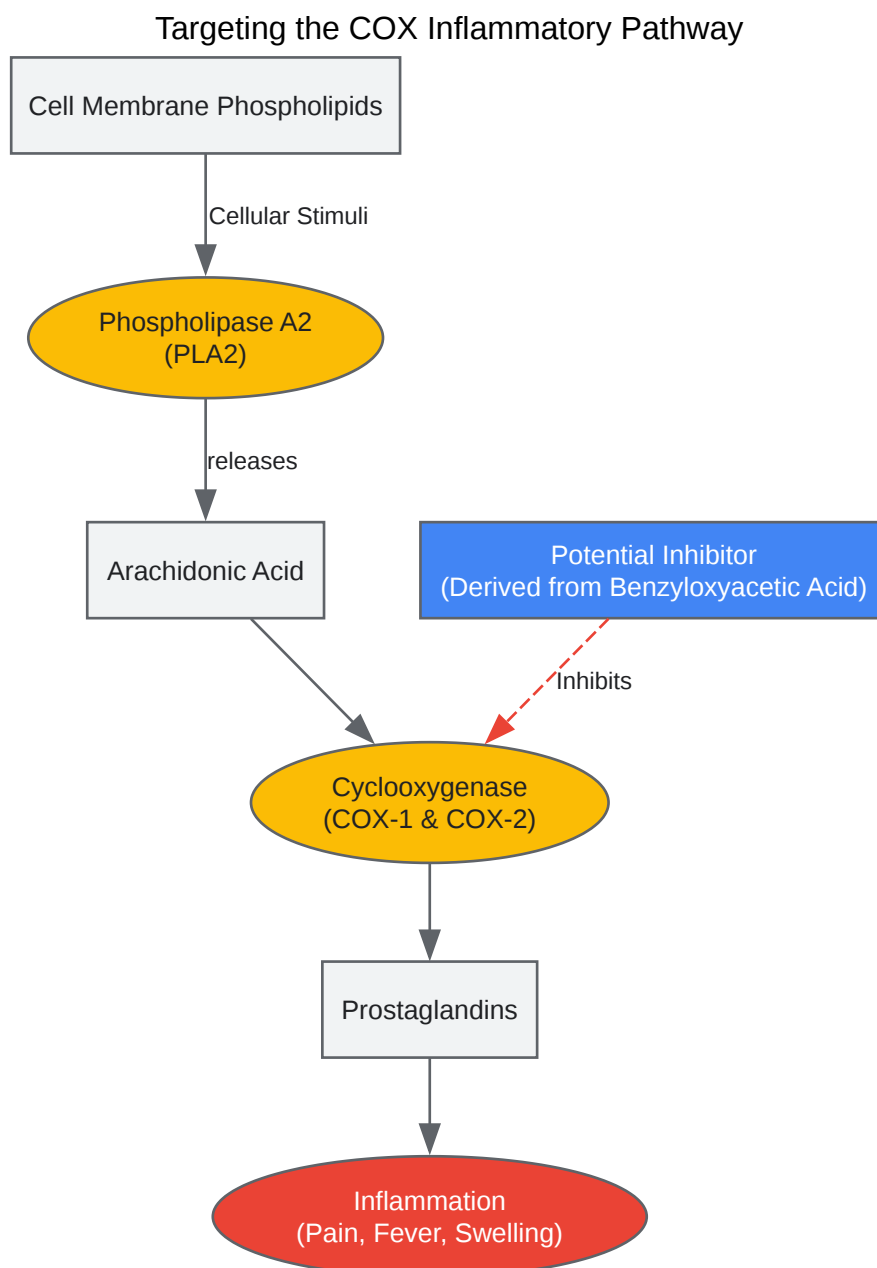 Targeting the COX Inflammatory Pathway
Cell Membrane Phospholipids
Cellular Stimuli
Phospholipase A2
(PLA2)
releases
Arachidonic Acid
Potential Inhibitor
(Derived from Benzyloxyacetic Acid)
Inhibits
Cyclooxygenase
(COX-1 & COX-2)
Prostaglandins
Inflammation
(Pain, Fever, Swelling)